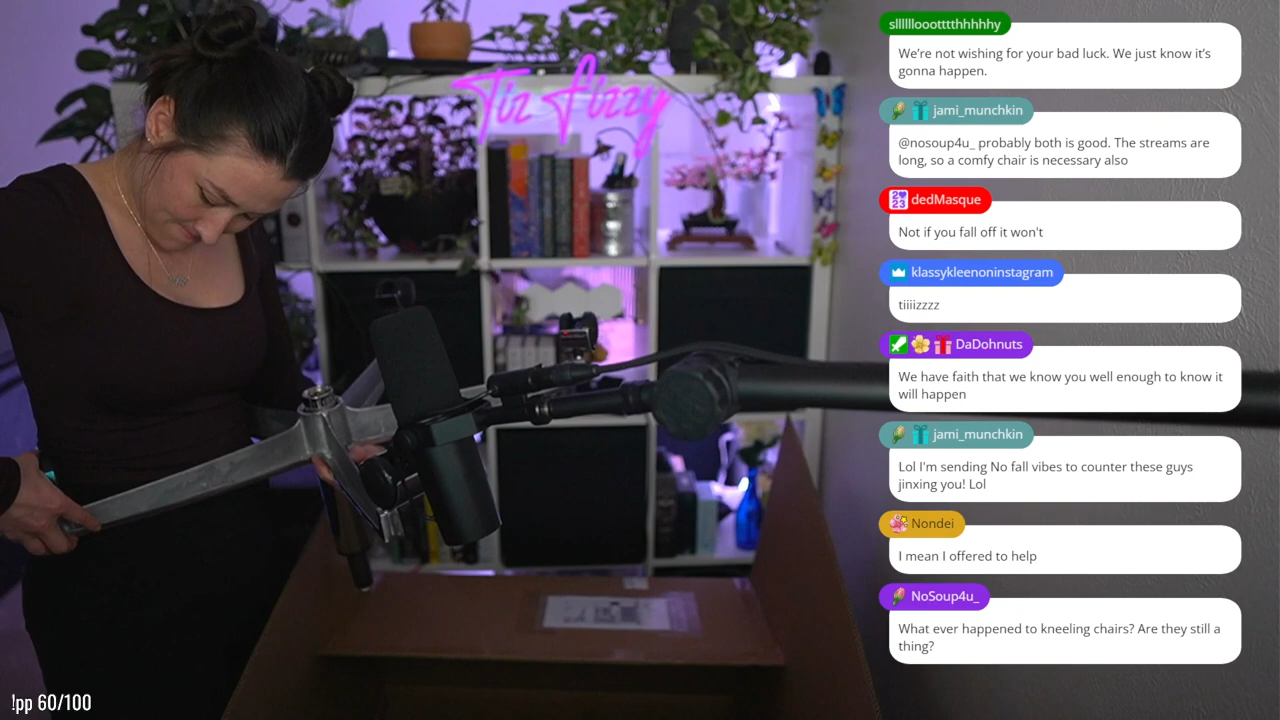 Tiz Fizzy
slllllloootttthhhhhy
We're not wishing for your bad luck. We just know it's
gonna happen.
jami_munchkin
@nosoup4u_ probably both is good. The streams are
long, so a comfy chair is necessary also
dedMasque
Not if you fall off it won't
klassykleenoninstagram
tiiiizzzz
DaDohnuts
We have faith that we know you well enough to know it
will happen
jami_munchkin
Lol I'm sending No fall vibes to counter these guys
jinxing you! Lol
Nondei
I mean I offered to help
NoSoup4u_
What ever happened to kneeling chairs? Are they still a
thing?
!pp 60/100